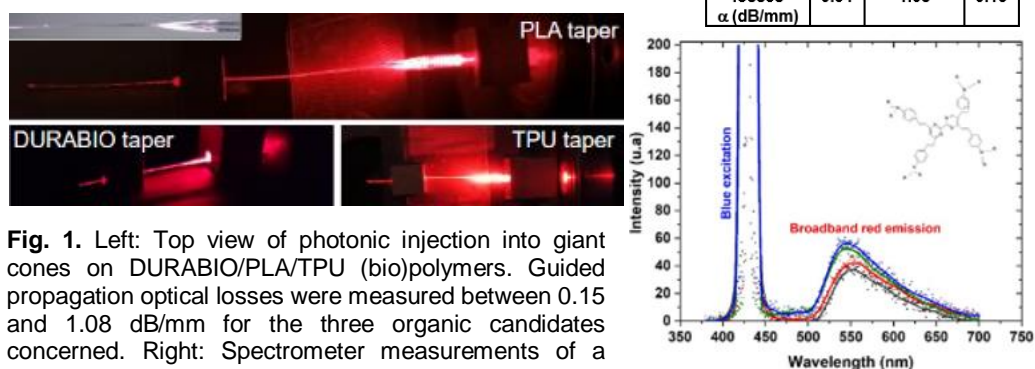 PLA taper
DURABIO taper
TPU taper
Fig. 1. Left: Top view of photonic injection into giant
cones on DURABIO/PLA/TPU (bio)polymers. Guided
propagation optical losses were measured between 0.15
and 1.08 dB/mm for the three organic candidates
concerned. Right: Spectrometer measurements of a
α (dB/mm)
200
180
160
140
120
100
80
60
40
20
0
Intensity (u.a)
Blue excitation
Broadband red emission
350 400 450 500 550 600 650 700 750
Wavelength (nm)